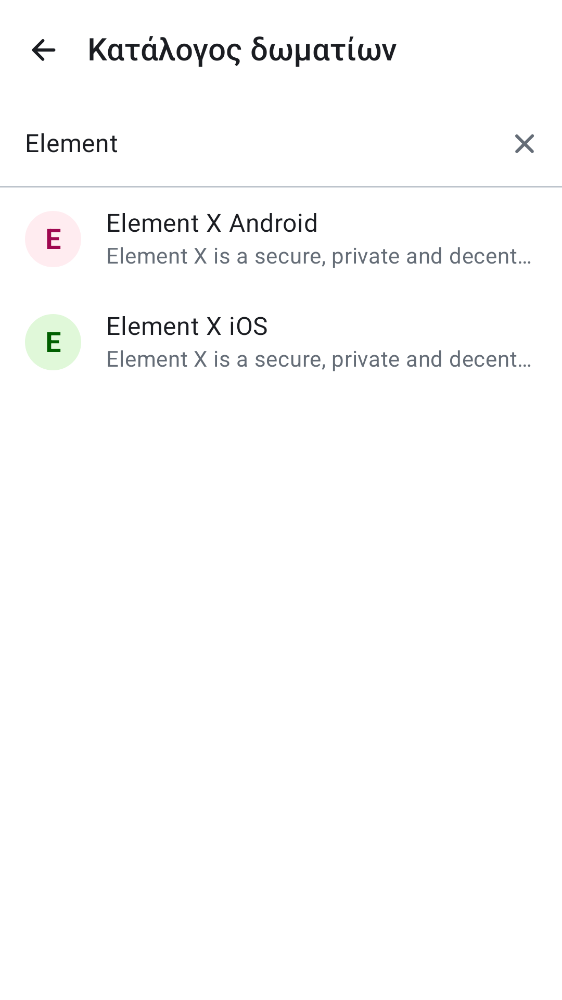 Κατάλογος δωματίων
Element
E
Element X Android
Element X is a secure, private and decent…
E
Element X iOS
Element X is a secure, private and decent…